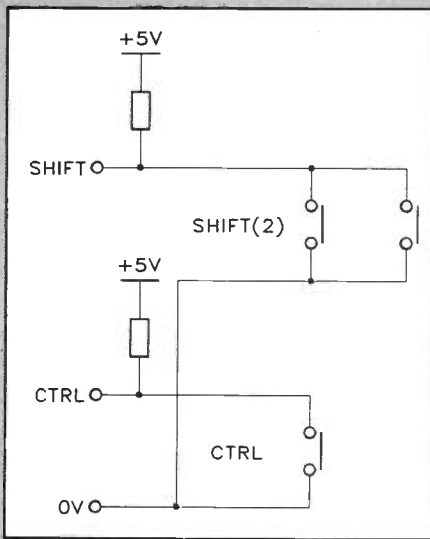 +5V
SHIFT
SHIFT(2)
+5V
CTRL
CTRL
0V